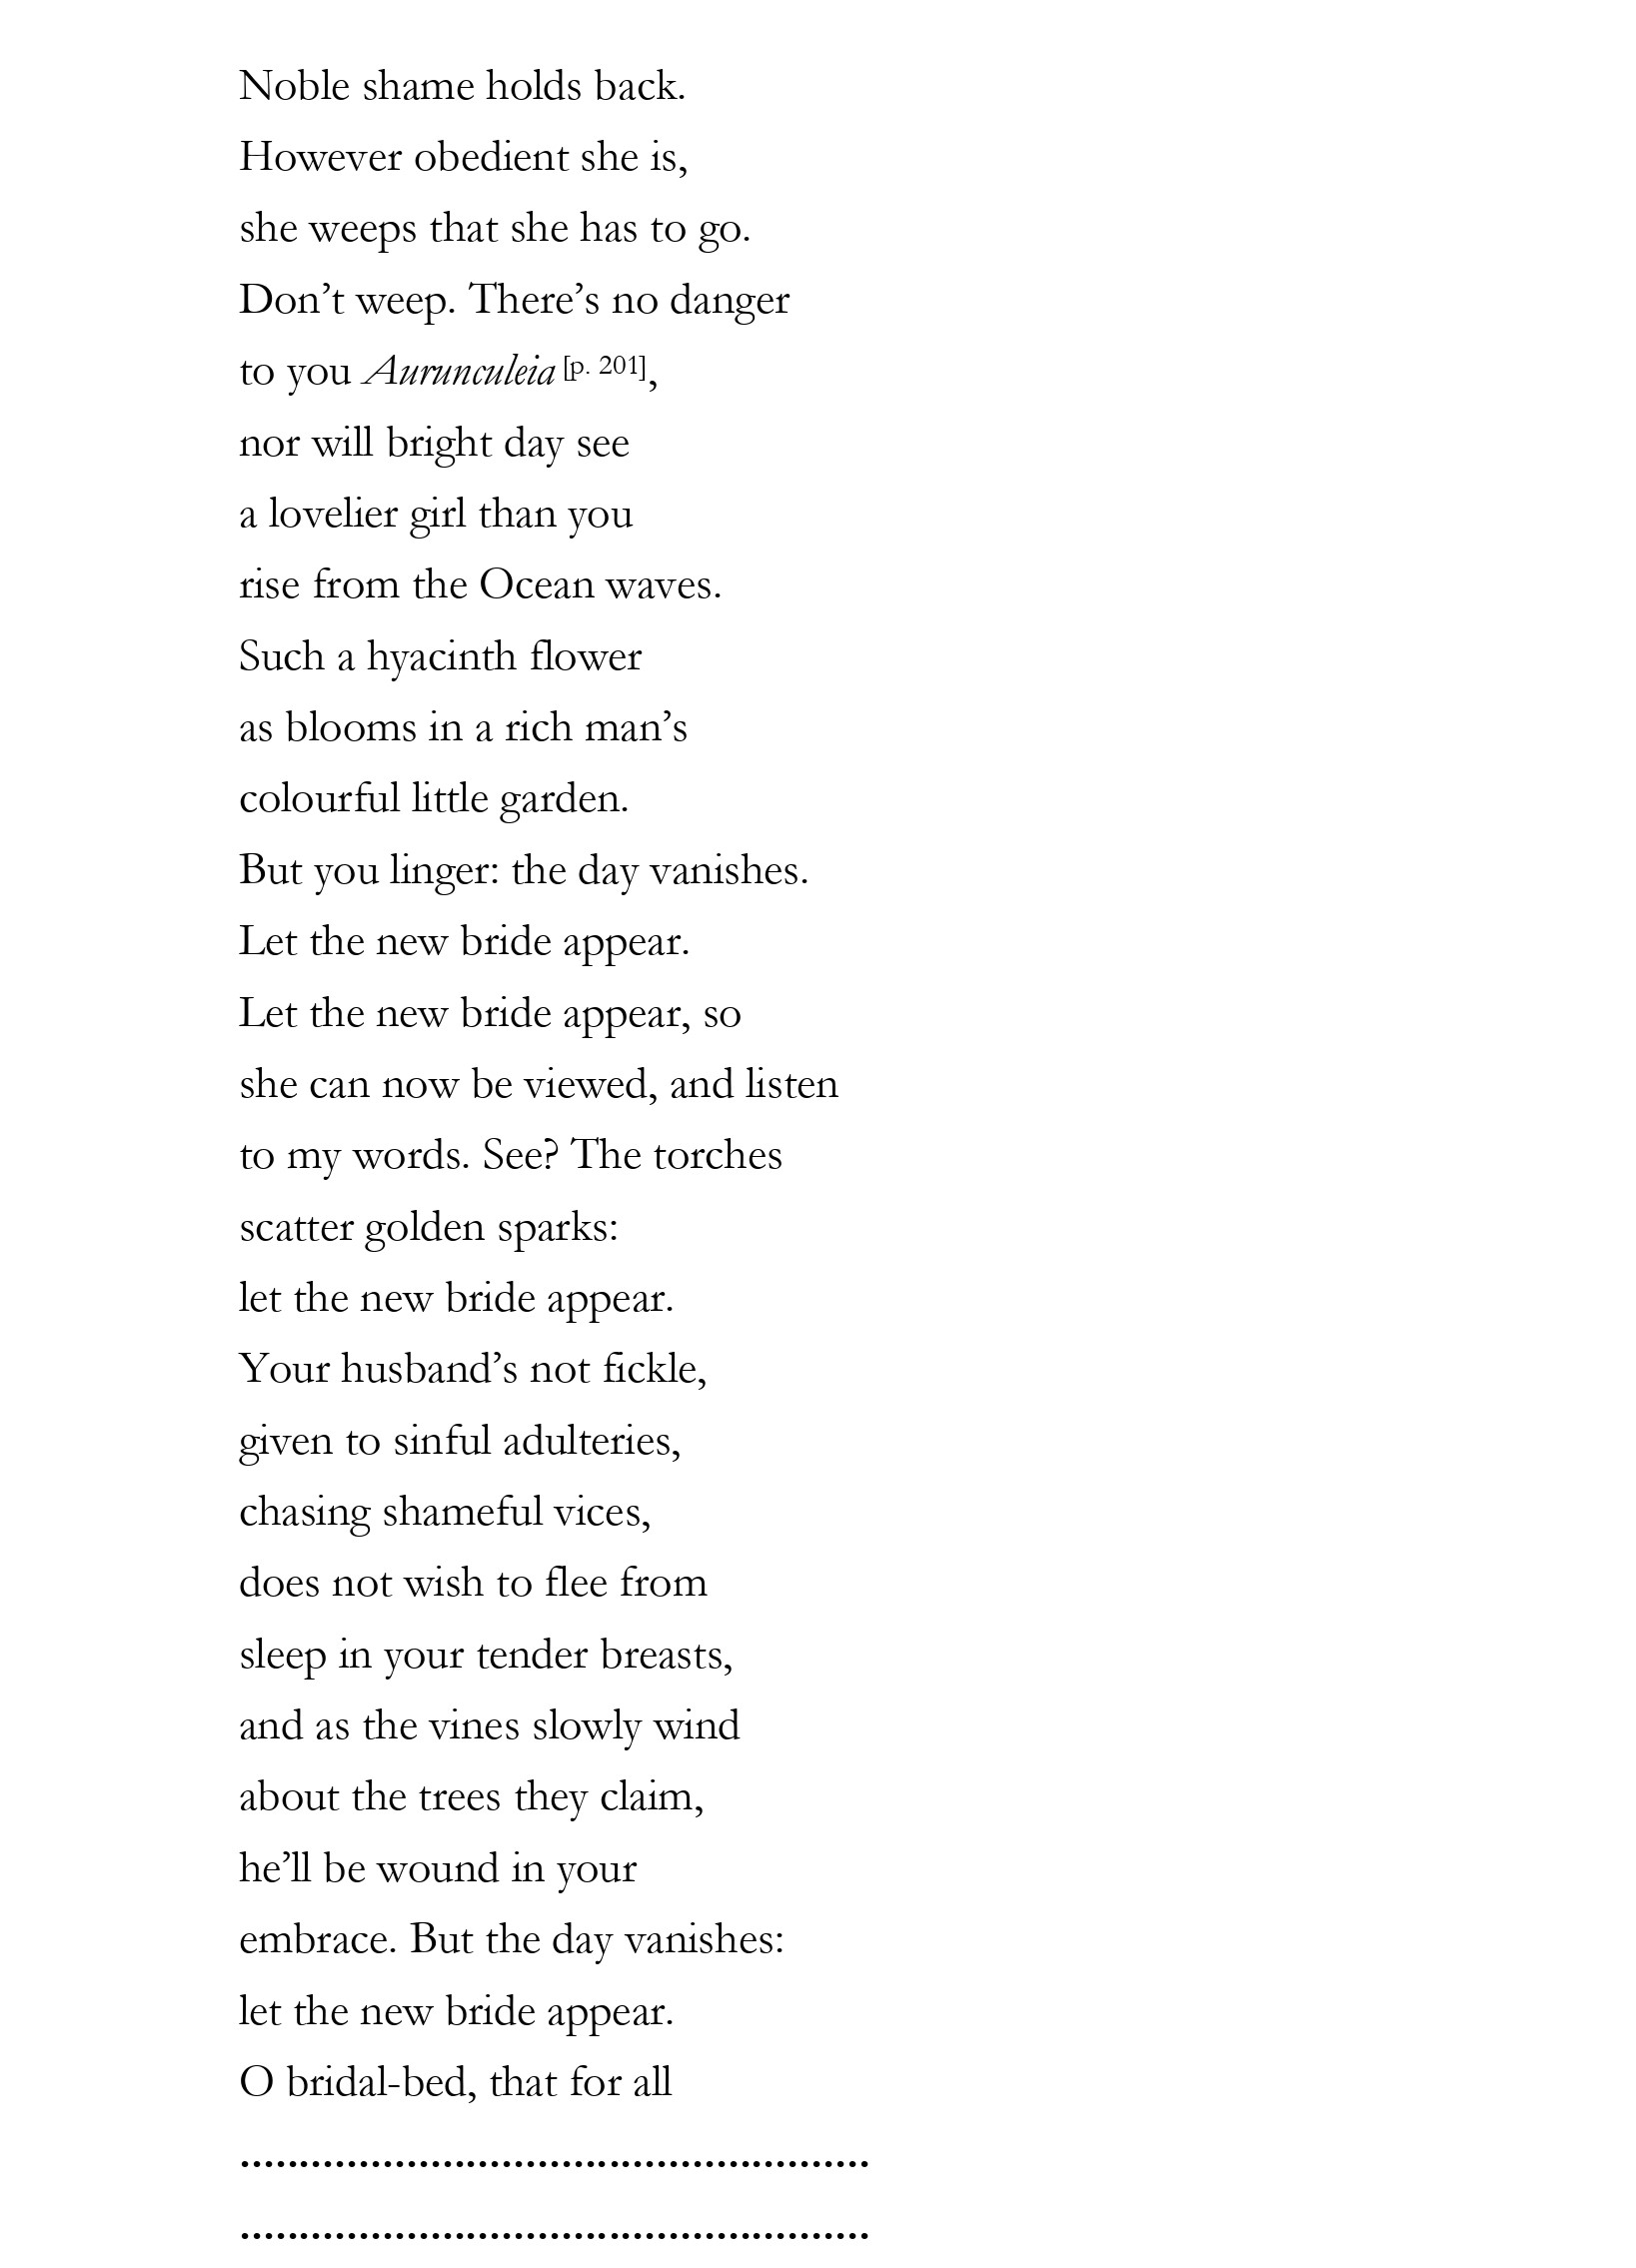 Noble shame holds back.
However obedient she is,
she weeps that she has to go.
Don’t weep. There’s no danger
to you Aurunculeia [p. 201],
nor will bright day see
a lovelier girl than you
rise from the Ocean waves.
Such a hyacinth flower
as blooms in a rich man’s
colourful little garden.
But you linger: the day vanishes.
Let the new bride appear.
Let the new bride appear, so
she can now be viewed, and listen
to my words. See? The torches
scatter golden sparks:
let the new bride appear.
Your husband’s not fickle,
given to sinful adulteries,
chasing shameful vices,
does not wish to flee from
sleep in your tender breasts,
and as the vines slowly wind
about the trees they claim,
he’ll be wound in your
embrace. But the day vanishes:
let the new bride appear.
O bridal-bed, that for all
.....................................................
.....................................................